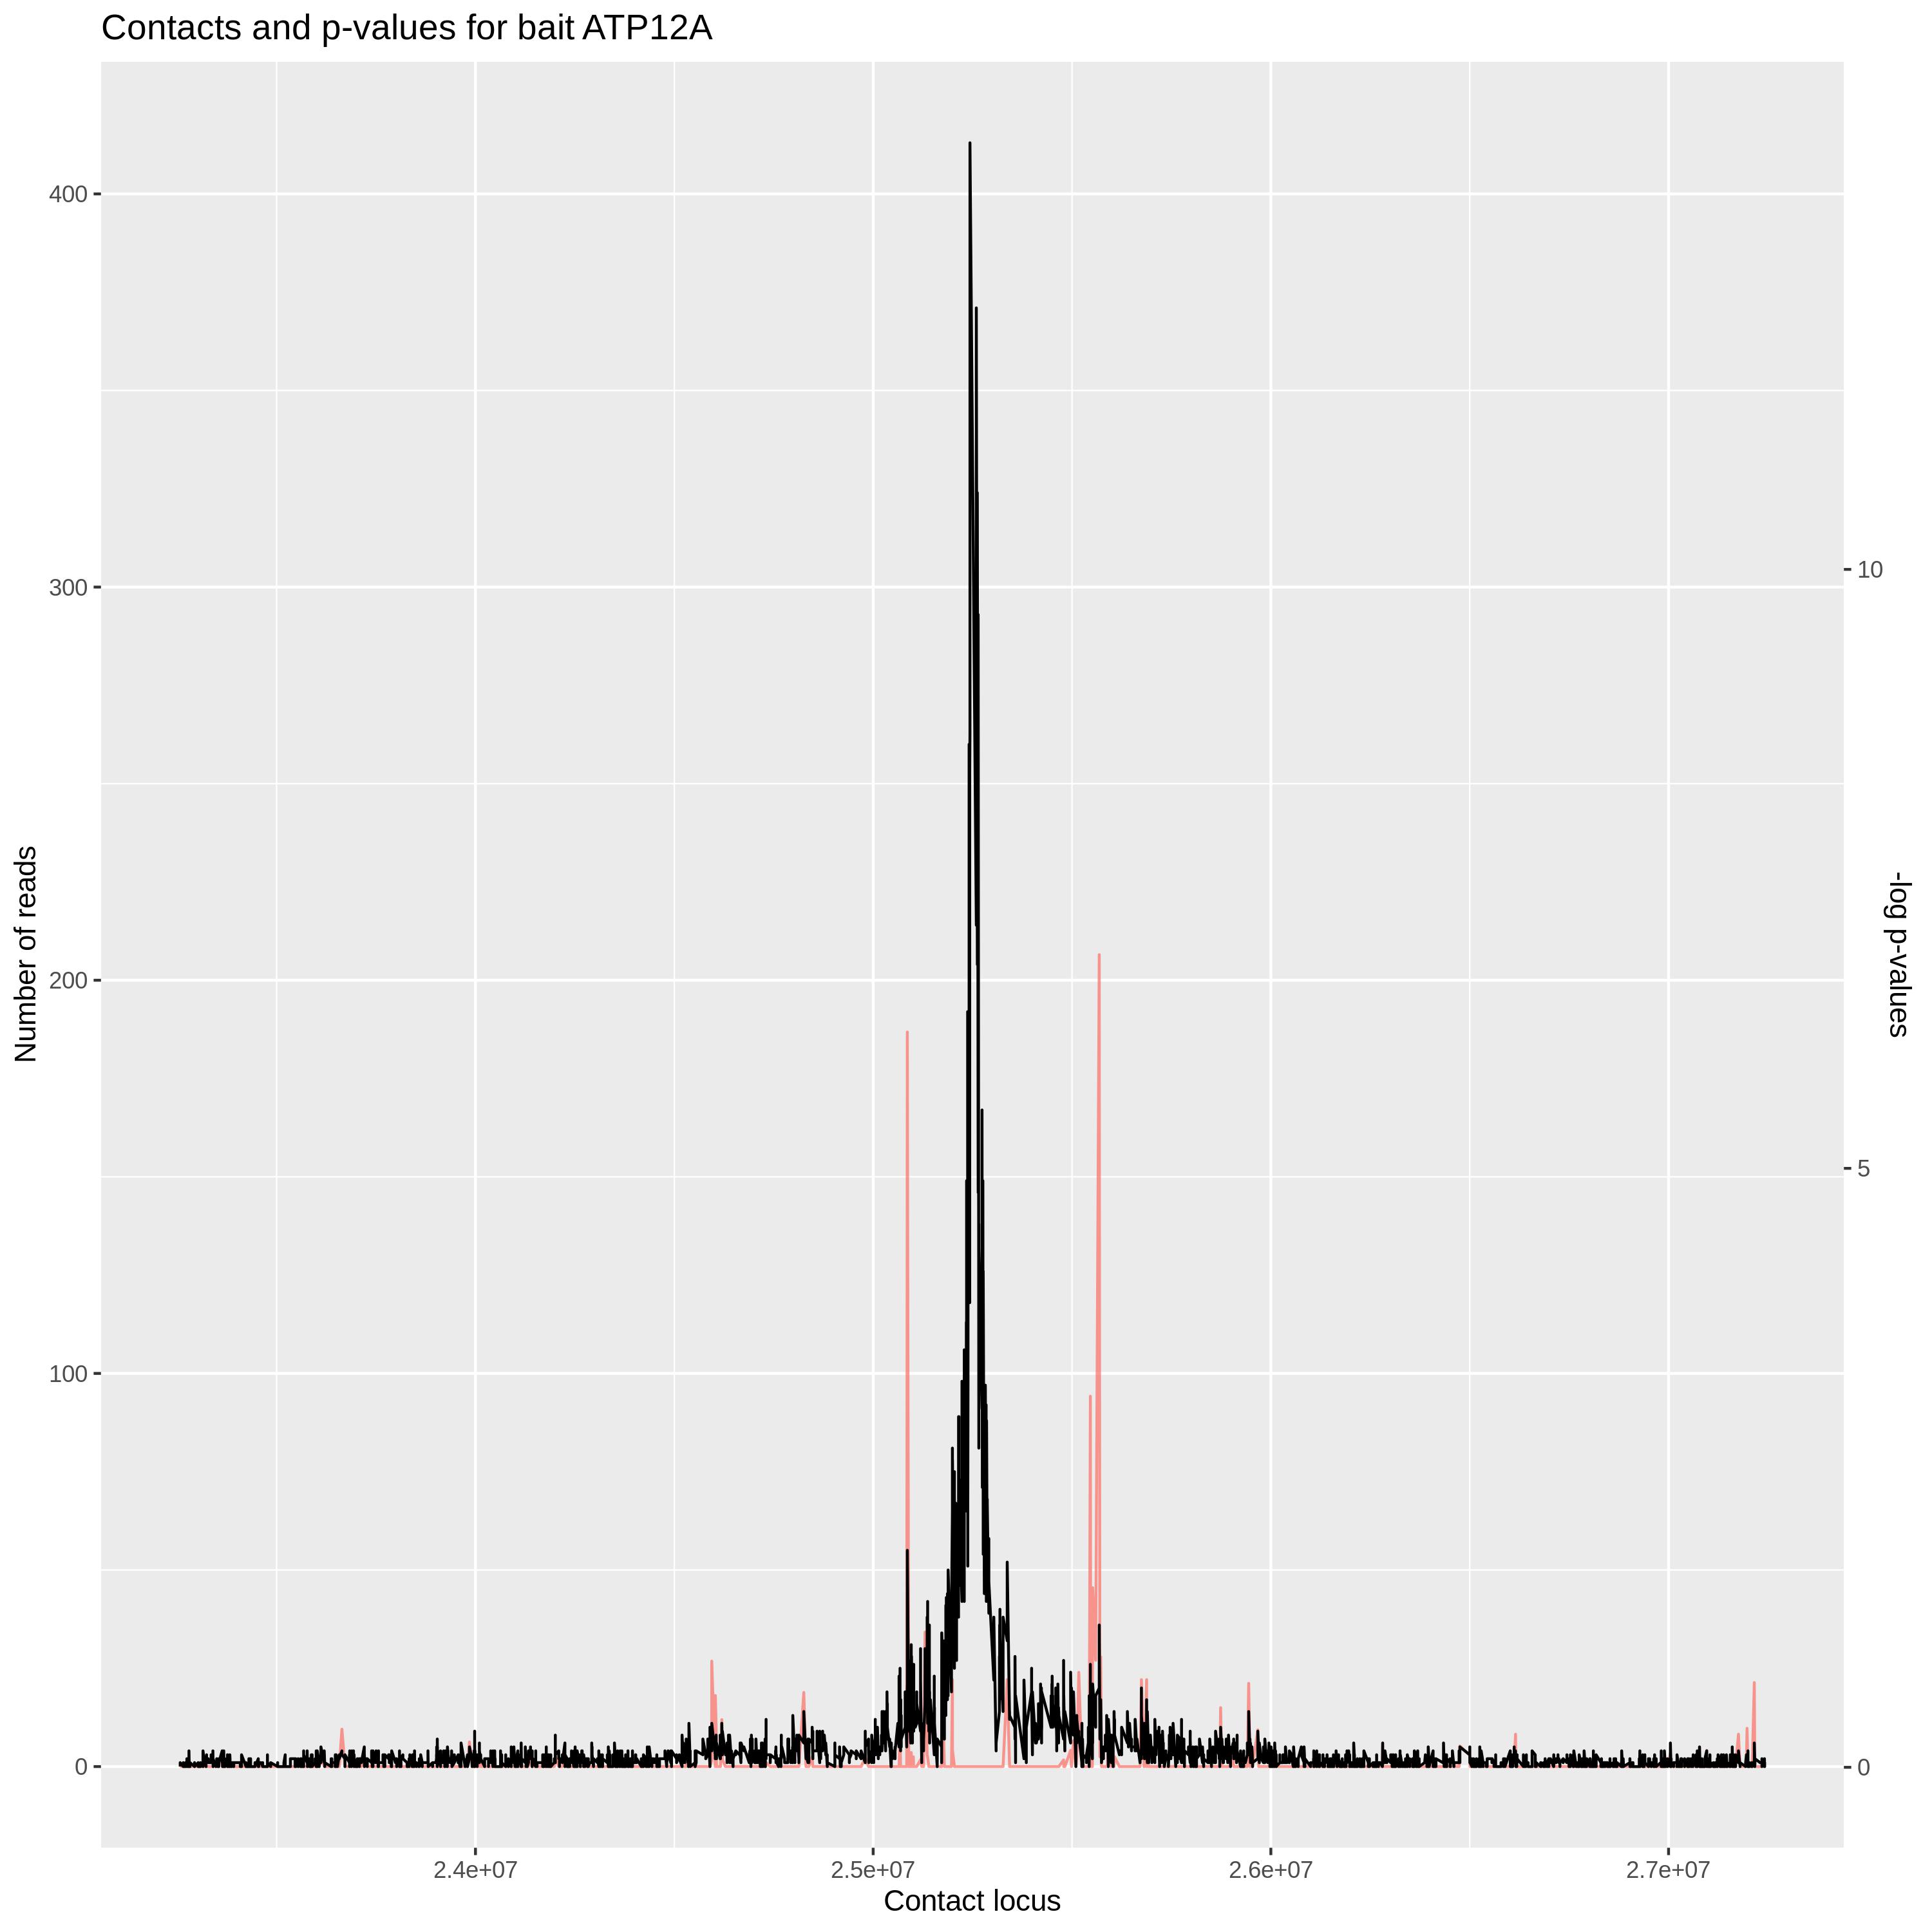 Contacts and p-values for bait ATP12A
Number of reads
400
300
200
100
0
10
5
0
-log p-values
2.4e+07
2.5e+07
2.6e+07
2.7e+07
Contact locus